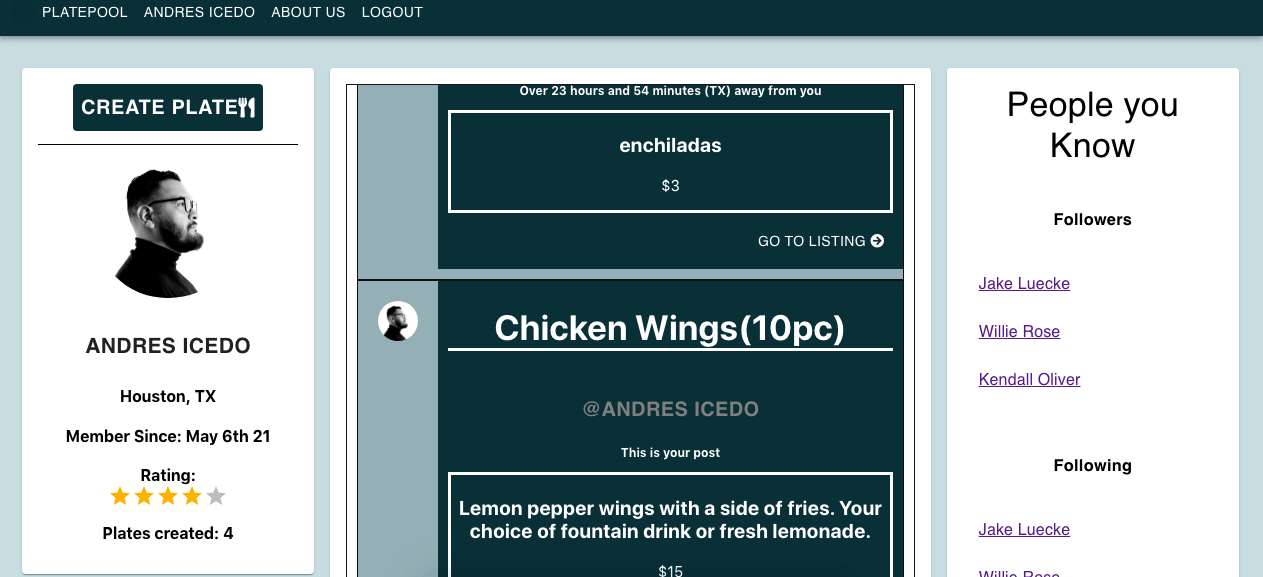 PLATEPOOL ANDRES ICEDO ABOUT US LOGOUT
CREATE PLATE
ANDRES ICEDO
Houston, TX
Member Since: May 6th 21
Rating:
Plates created: 4
Over 23 hours and 54 minutes (TX) away from you
enchiladas
$3
GO TO LISTING
Chicken Wings(10pc)
@ANDRES ICEDO
This is your post
Lemon pepper wings with a side of fries. Your
choice of fountain drink or fresh lemonade.
$15
People you
Know
Followers
Jake Luecke
Willie Rose
Kendall Oliver
Following
Jake Luecke
Willie Rose